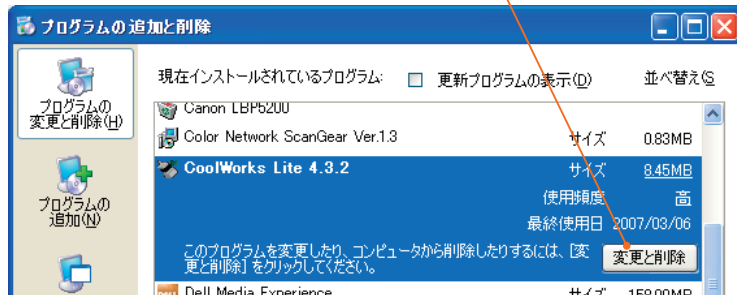 プログラムの追加と削除
現在インストールされているプログラム: 更新プログラムの表示(D) 並べ替え(S
プログラムの
変更と削除(H)
プログラムの
追加(N)
Canon LBP5200
Color Network ScanGear Ver.1.3 サイズ 0.83MB
CoolWorks Lite 4.3.2 サイズ 8.45MB
使用頻度 高
最終使用日 2007/03/06
このプログラムを変更したり、コンピュータから削除したりするには、[変
更と削除] をクリックしてください。
変更と削除
Dell Media Experience サイズ 158.00MB